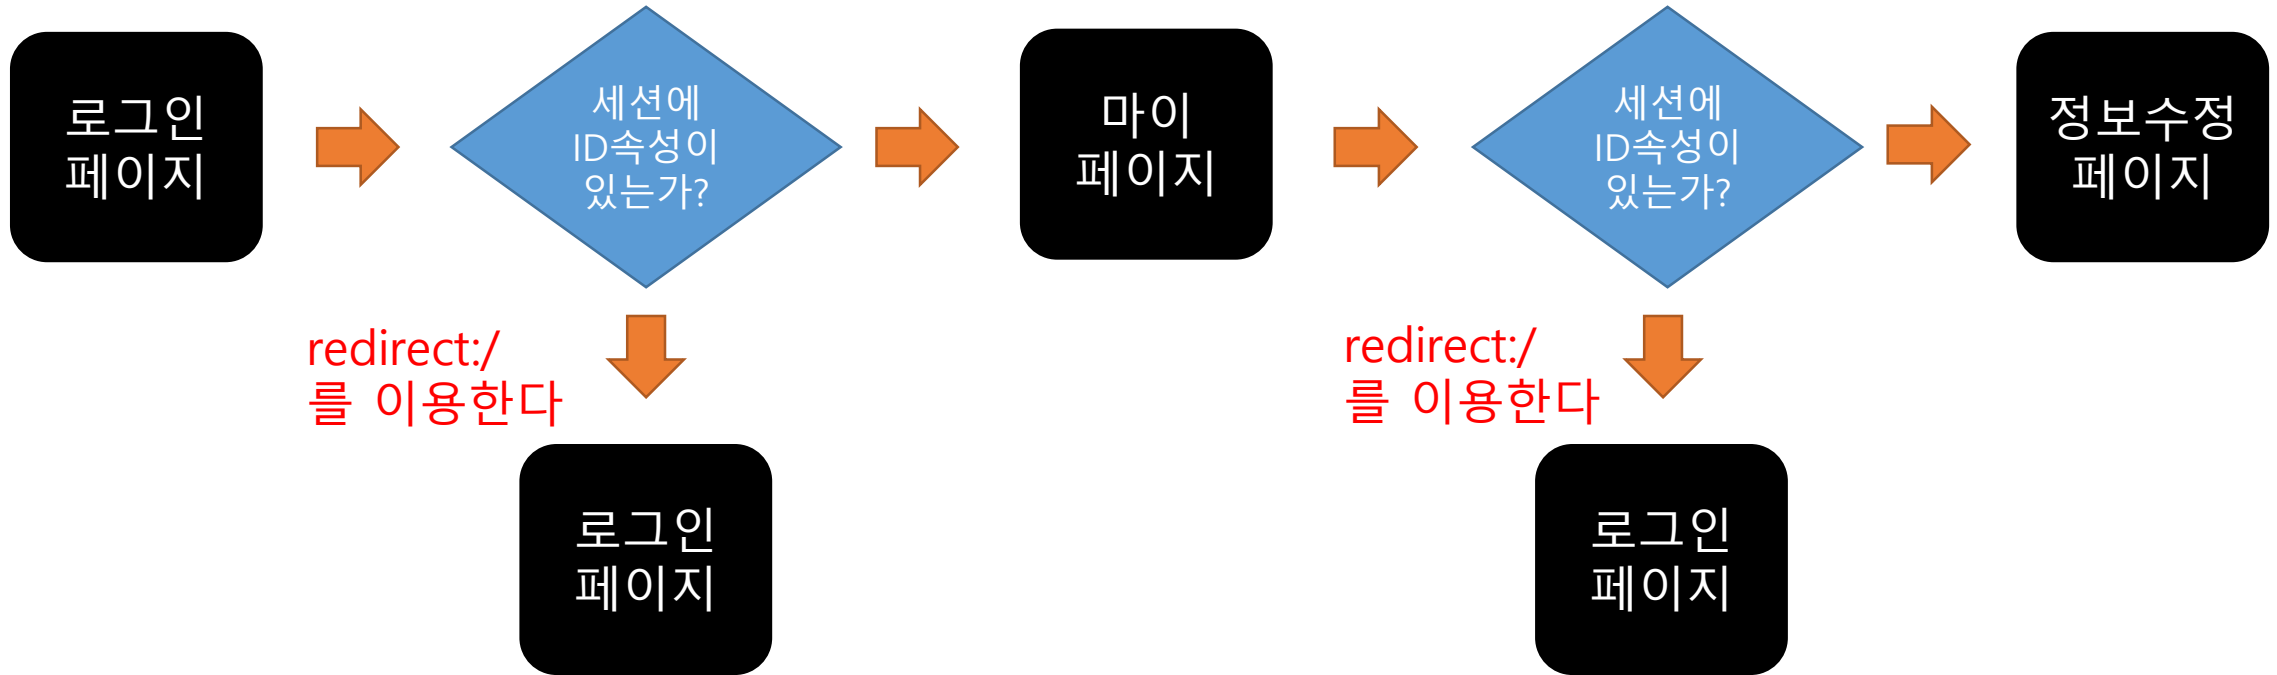 로그인
페이지
세션에
ID속성이
있는가?
마이
페이지
세션에
ID속성이
있는가?
정보수정
페이지
redirect:/
를 이용한다
redirect:/
를 이용한다
로그인
페이지
로그인
페이지